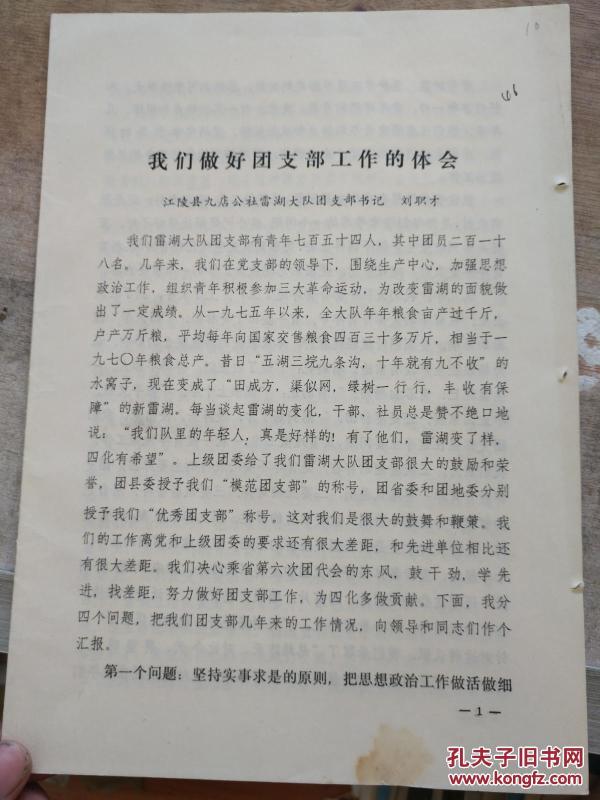 10
46
我们做好团支部工作的体会
江陵县九店公社雷湖大队团支部书记 刘职才
我们雷湖大队团支部有青年七百五十四人，其中团员二百一十
八名。几年来，我们在党支部的领导下，围绕生产中心，加强思想
政治工作，组织青年积极参加三大革命运动，为改变雷湖的面貌做
出了一定成绩。从一九七五年以来，全大队年年粮食亩产过千斤，
户产万斤粮，平均每年向国家交售粮食四百三十多万斤，相当于一
九七〇年粮食总产。昔日“五湖三垸九条沟，十年就有九不收”的
水窝子，现在变成了“田成方，渠似网，绿树一行行，丰收有保
障”的新雷湖。每当谈起雷湖的变化，干部、社员总是赞不绝口地
说：“我们队里的年轻人，真是好样的！有了他们，雷湖变了样，
四化有希望”。上级团委给了我们雷湖大队团支部很大的鼓励和荣
誉，团县委授予我们“模范团支部”的称号，团省委和团地委分别
授予我们“优秀团支部”称号。这对我们是很大的鼓舞和鞭策。我
们的工作离党和上级团委的要求还有很大差距，和先进单位相比还
有很大差距。我们决心乘省第六次团代会的东风，鼓干劲，学先
进，找差距，努力做好团支部工作，为四化多做贡献。下面，我分
四个问题，把我们团支部几年来的工作情况，向领导和同志们作个
汇报。
第一个问题：坚持实事求是的原则，把思想政治工作做活做细
—1—
孔夫子旧书网
www.kongfz.com